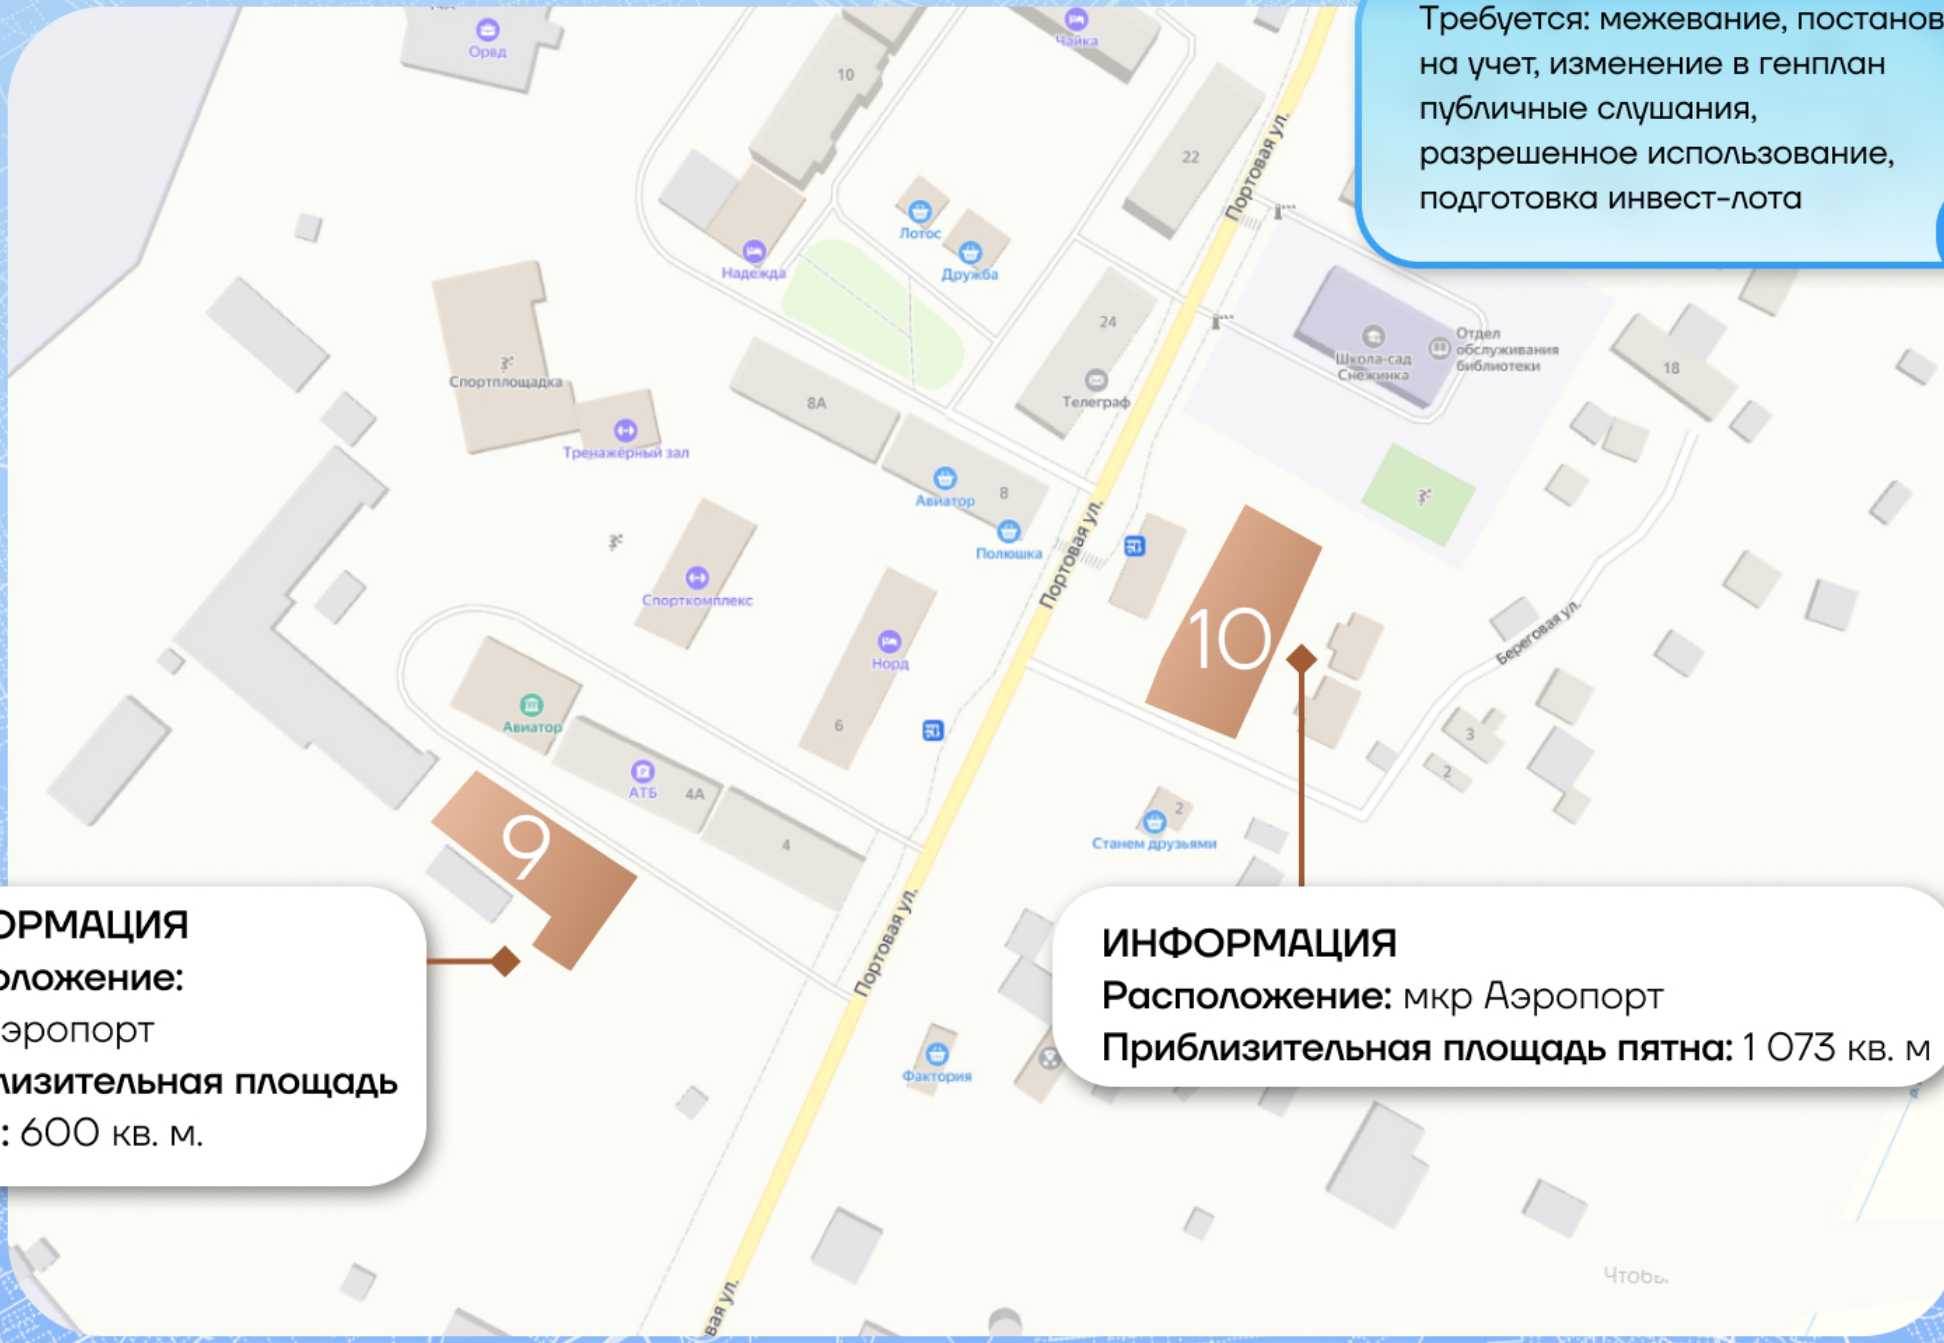 Требуется: межевание, постанов
на учет, изменение в генплан
публичные слушания,
разрешенное использование,
подготовка инвест-лота
Орвд
Чайка
10
22
Портовая ул.
Лотос
Дружба
Надежда
24
Телеграф
Школа-сад
Снежинка
Отдел
обслуживания
библиотеки
18
Спортплощадка
Тренажёрный зал
8А
Авиатор
8
Полюшка
Портовая ул.
Спорткомплекс
Норд
6
10
Береговая ул.
3
2
Авиатор
АТБ
4А
4
9
2
Станем друзьями
Портовая ул.
Фактория
ОРМАЦИЯ
оложение:
эропорт
лизительная площадь
: 600 кв. м.
ИНФОРМАЦИЯ
Расположение: мкр Аэропорт
Приблизительная площадь пятна: 1 073 кв. м
Чтобы
вая ул.